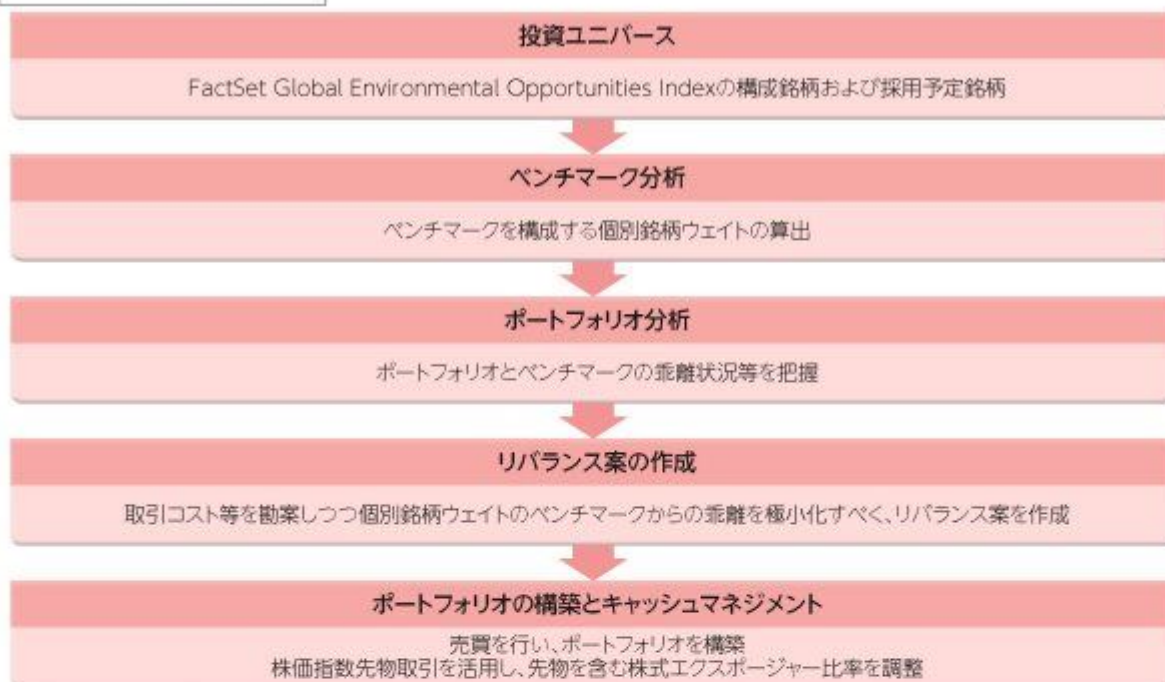 投資ユニバース
FactSet Global Environmental Opportunities Indexの構成銘柄および採用予定銘柄
ベンチマーク分析
ベンチマークを構成する個別銘柄ウェイトの算出
ポートフォリオ分析
ポートフォリオとベンチマークの乖離状況等を把握
リバランス案の作成
取引コスト等を勘案しつつ個別銘柄ウェイトのベンチマークからの乖離を極小化すべく、リバランス案を作成
ポートフォリオの構築とキャッシュマネジメント
売買を行い、ポートフォリオを構築
株価指数先物取引を活用し、先物を含む株式エクスポージャー比率を調整